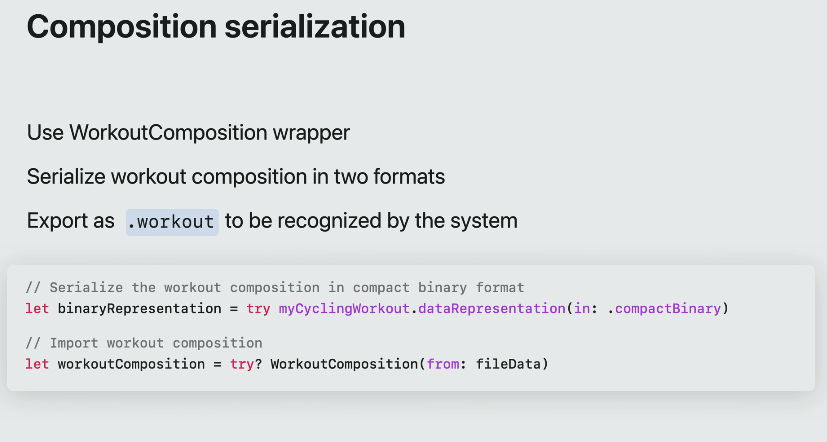 Composition serialization
Use WorkoutComposition wrapper
Serialize workout composition in two formats
Export as .workout to be recognized by the system
// Serialize the workout composition in compact binary format
let binaryRepresentation = try myCyclingWorkout.dataRepresentation(in: .compactBinary)
// Import workout composition
let workoutComposition = try? WorkoutComposition(from: fileData)